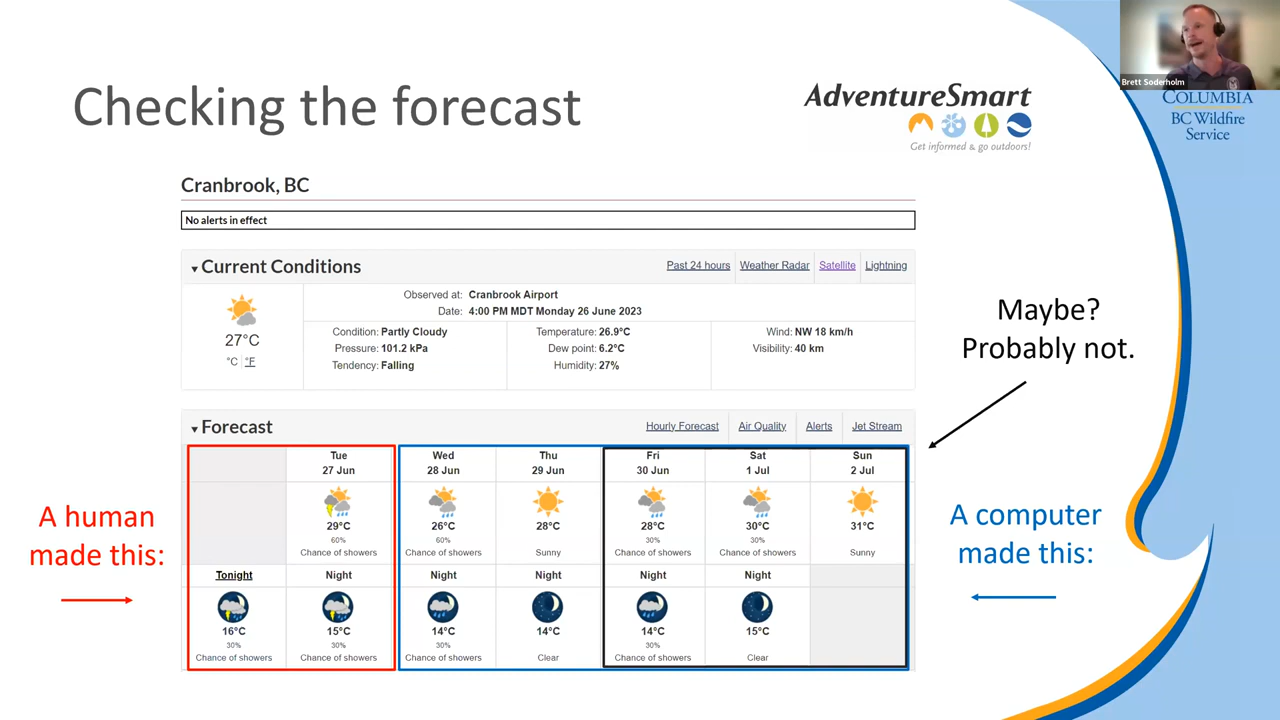 Brett Soderholm
Checking the forecast
AdventureSmart
Get informed & go outdoors!
COLUMBIA
BC Wildfire
Service
Cranbrook, BC
No alerts in effect
Current Conditions
Past 24 hours Weather Radar Satellite Lightning
27°C
°C °F
Observed at: Cranbrook Airport
Date: 4:00 PM MDT Monday 26 June 2023
Condition: Partly Cloudy Temperature: 26.9°C Wind: NW 18 km/h
Pressure: 101.2 kPa Dew point: 6.2°C Visibility: 40 km
Tendency: Falling Humidity: 27%
Maybe?
Probably not.
Forecast
Hourly Forecast Air Quality Alerts Jet Stream
Tue Wed Thu Fri Sat Sun
27 Jun 28 Jun 29 Jun 30 Jun 1 Jul 2 Jul
29°C 26°C 28°C 28°C 30°C 31°C
60% 60% 30% 30%
Chance of showers Chance of showers Sunny Chance of showers Chance of showers Sunny
Tonight Night Night Night Night Night
16°C 15°C 14°C 14°C 14°C 15°C
30% 30% 30% 30%
Chance of showers Chance of showers Chance of showers Clear Chance of showers Clear
A human
made this:
A computer
made this: